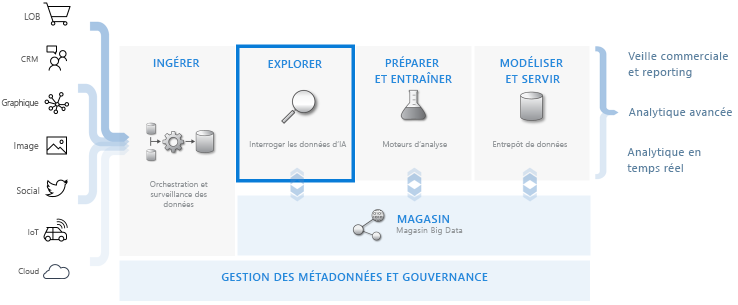 LOB
CRM
Graphique
Image
Social
IoT
Cloud
INGÉRER
Orchestration et
surveillance des
données
EXPLORER
Interroger les données d'IA
PRÉPARER
ET ENTRAÎNER
Moteurs d'analyse
MODÉLISER
ET SERVIR
Entrepôt de données
MAGASIN
Magasin Big Data
GESTION DES MÉTADONNÉES ET GOUVERNANCE
Veille commerciale
et reporting
Analytique avancée
Analytique en
temps réel